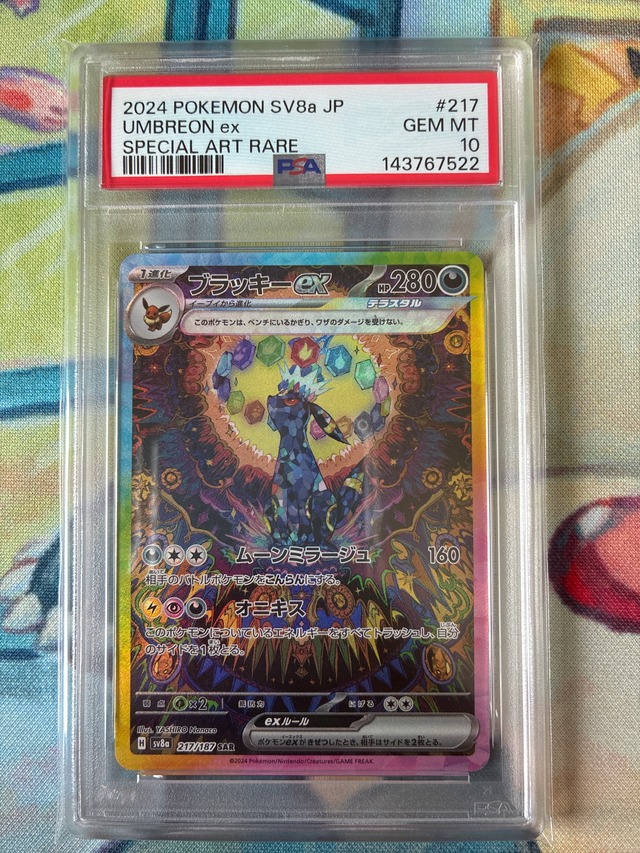 2024 POKEMON SV8a JP #217
UMBREON ex GEM MT
SPECIAL ART RARE 10
PSA 143767522
1進化 ブラッキーex HP280
イーブイから進化 テラスタル
このポケモンは、ベンチにいるかぎり、ワザのダメージを受けない。
ムーンミラージュ 160
相手のバトルポケモンをこんらんにする。
オニキス
このポケモンについているエネルギーをすべてトラッシュし、自分
のサイドを1枚とる。
弱点 ×2 抵抗力 にげる
exルール
ポケモンexがきぜつしたとき、相手はサイドを2枚とる。
Illus. YASHIRO Nanaco
H sv8a 217/187 SAR
©2024 Pokémon/Nintendo/Creatures/GAME FREAK.
PSA